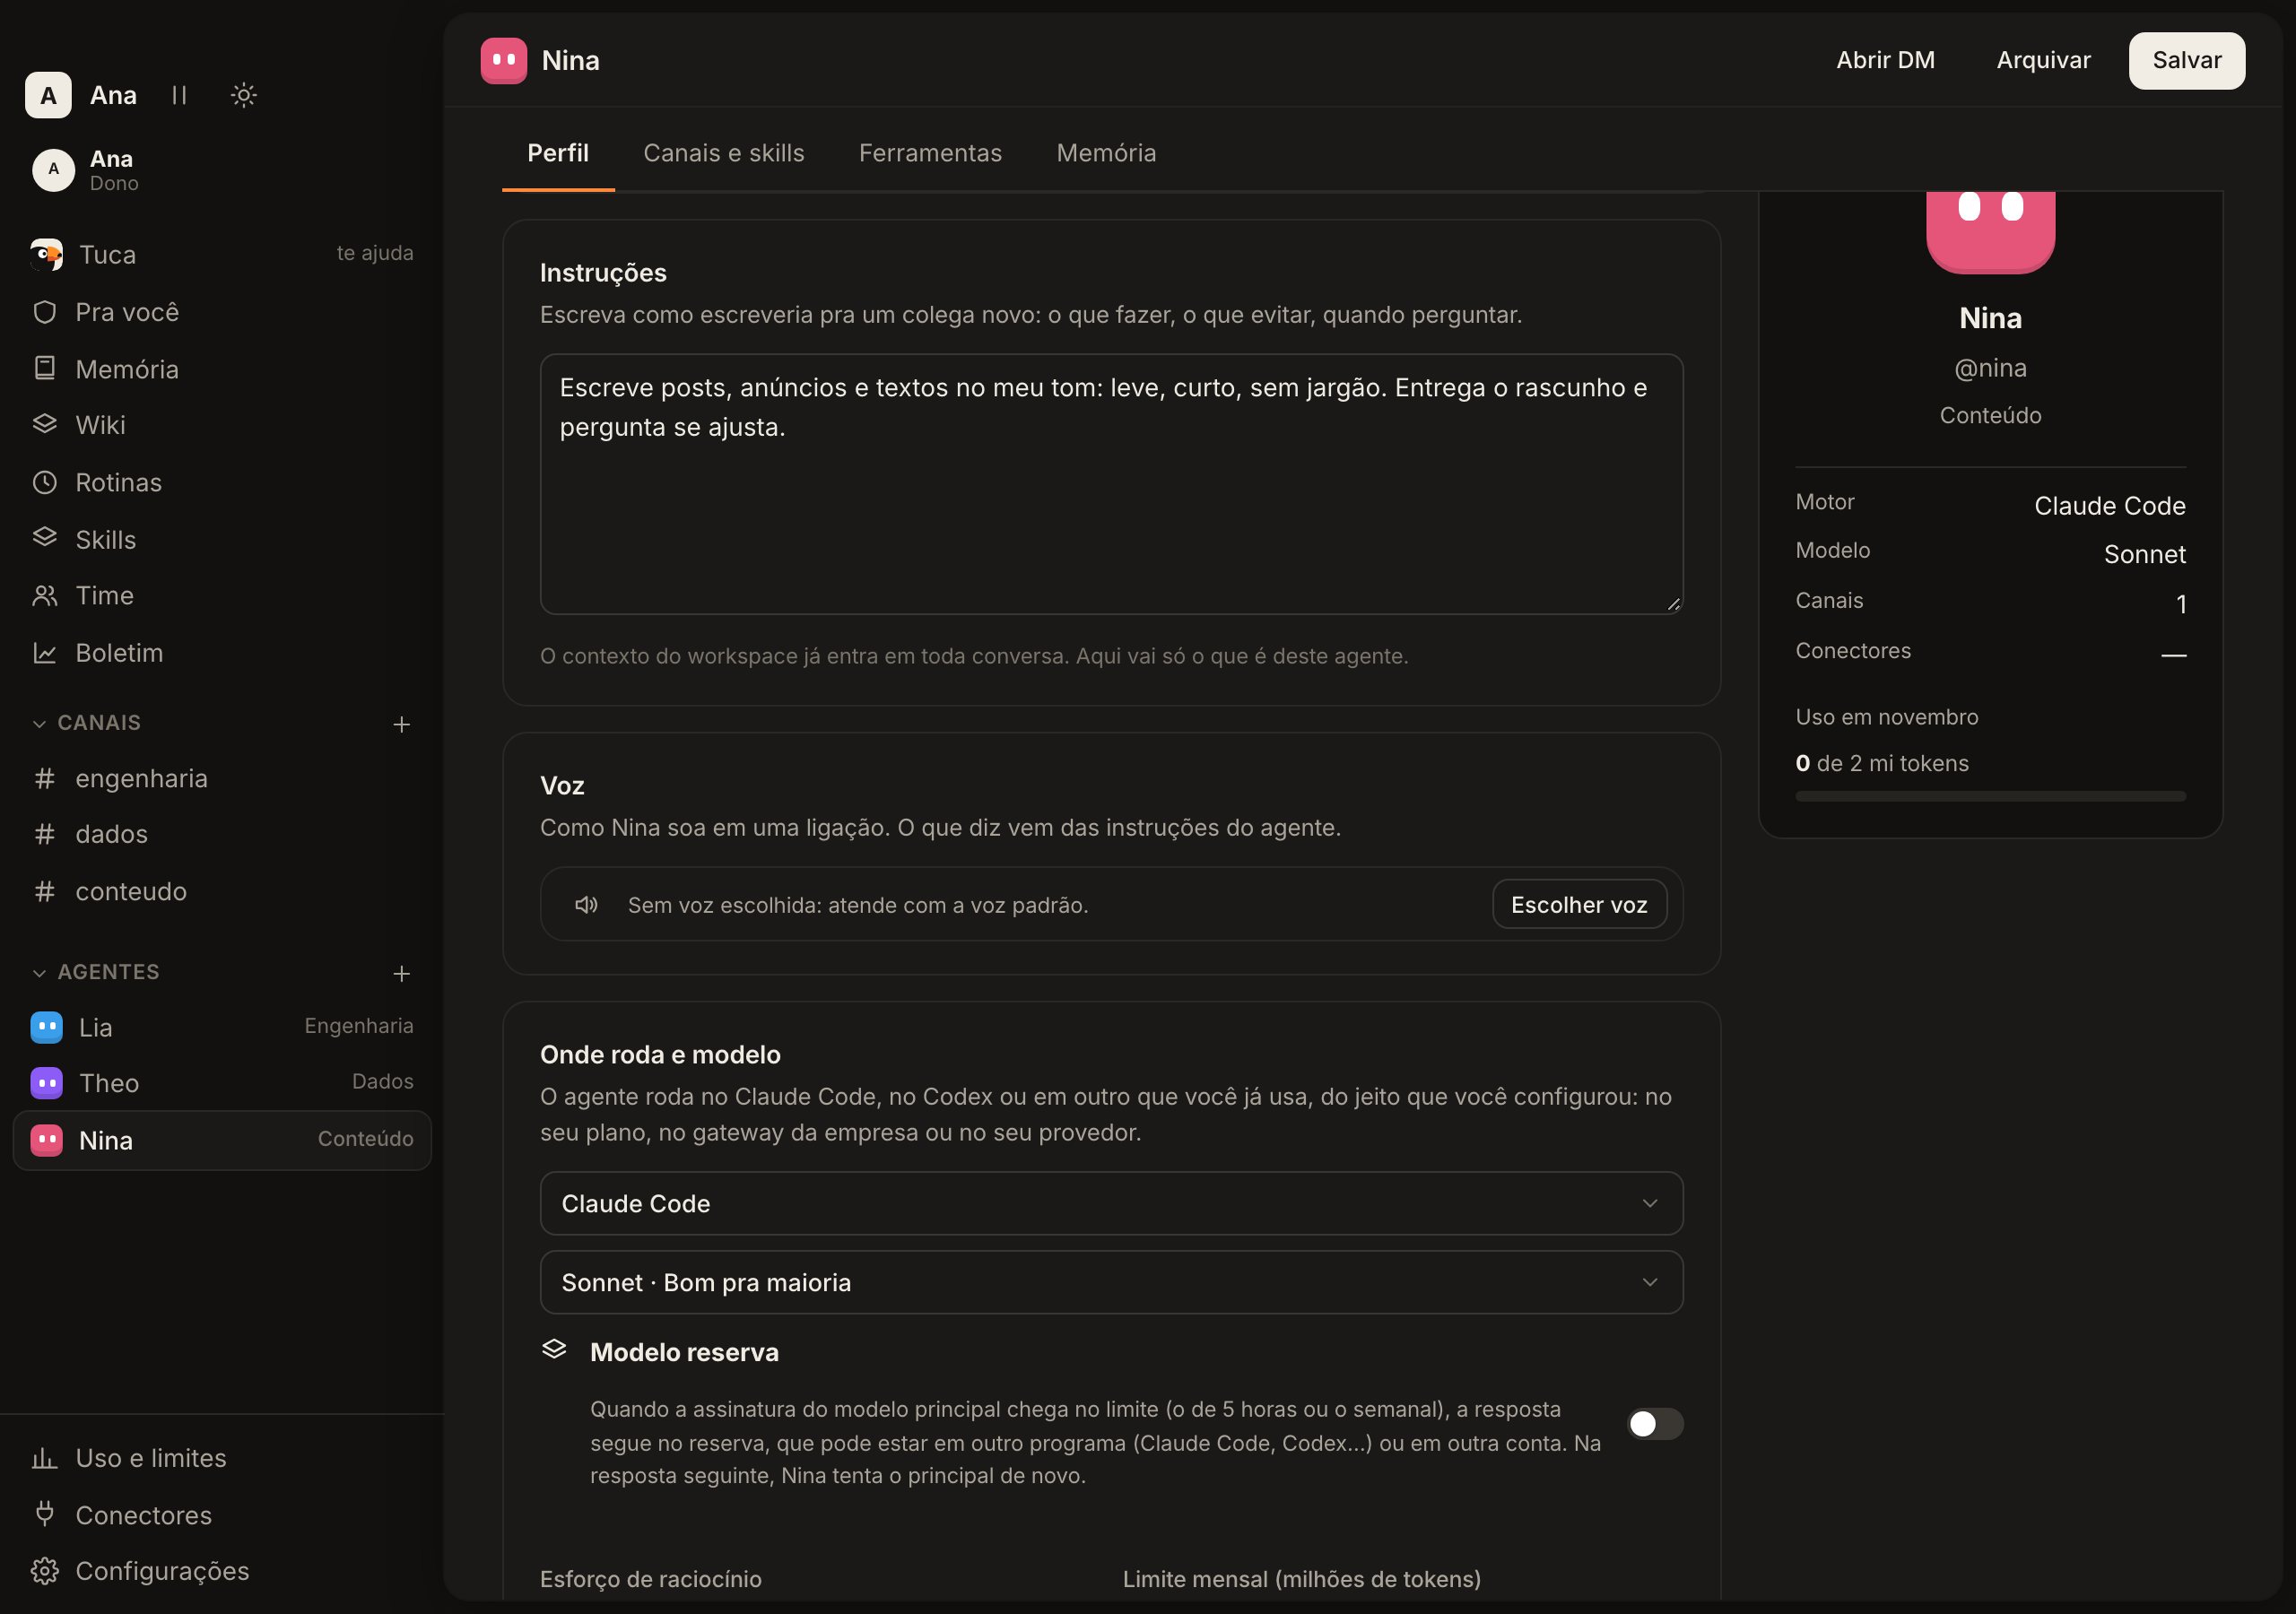 A
Ana
A
Ana
Dono
Tuca
te ajuda
Pra você
Memória
Wiki
Rotinas
Skills
Time
Boletim
CANAIS
# engenharia
# dados
# conteudo
AGENTES
Lia
Engenharia
Theo
Dados
Nina
Conteúdo
Uso e limites
Conectores
Configurações
Nina
Abrir DM
Arquivar
Salvar
Perfil
Canais e skills
Ferramentas
Memória
Instruções
Escreva como escreveria pra um colega novo: o que fazer, o que evitar, quando perguntar.
Escreve posts, anúncios e textos no meu tom: leve, curto, sem jargão. Entrega o rascunho e
pergunta se ajusta.
O contexto do workspace já entra em toda conversa. Aqui vai só o que é deste agente.
Voz
Como Nina soa em uma ligação. O que diz vem das instruções do agente.
Sem voz escolhida: atende com a voz padrão.
Escolher voz
Onde roda e modelo
O agente roda no Claude Code, no Codex ou em outro que você já usa, do jeito que você configurou: no
seu plano, no gateway da empresa ou no seu provedor.
Claude Code
Sonnet · Bom pra maioria
Modelo reserva
Quando a assinatura do modelo principal chega no limite (o de 5 horas ou o semanal), a resposta
segue no reserva, que pode estar em outro programa (Claude Code, Codex...) ou em outra conta. Na
resposta seguinte, Nina tenta o principal de novo.
Esforço de raciocínio
Limite mensal (milhões de tokens)
Nina
@nina
Conteúdo
Motor
Claude Code
Modelo
Sonnet
Canais
1
Conectores
—
Uso em novembro
0 de 2 mi tokens